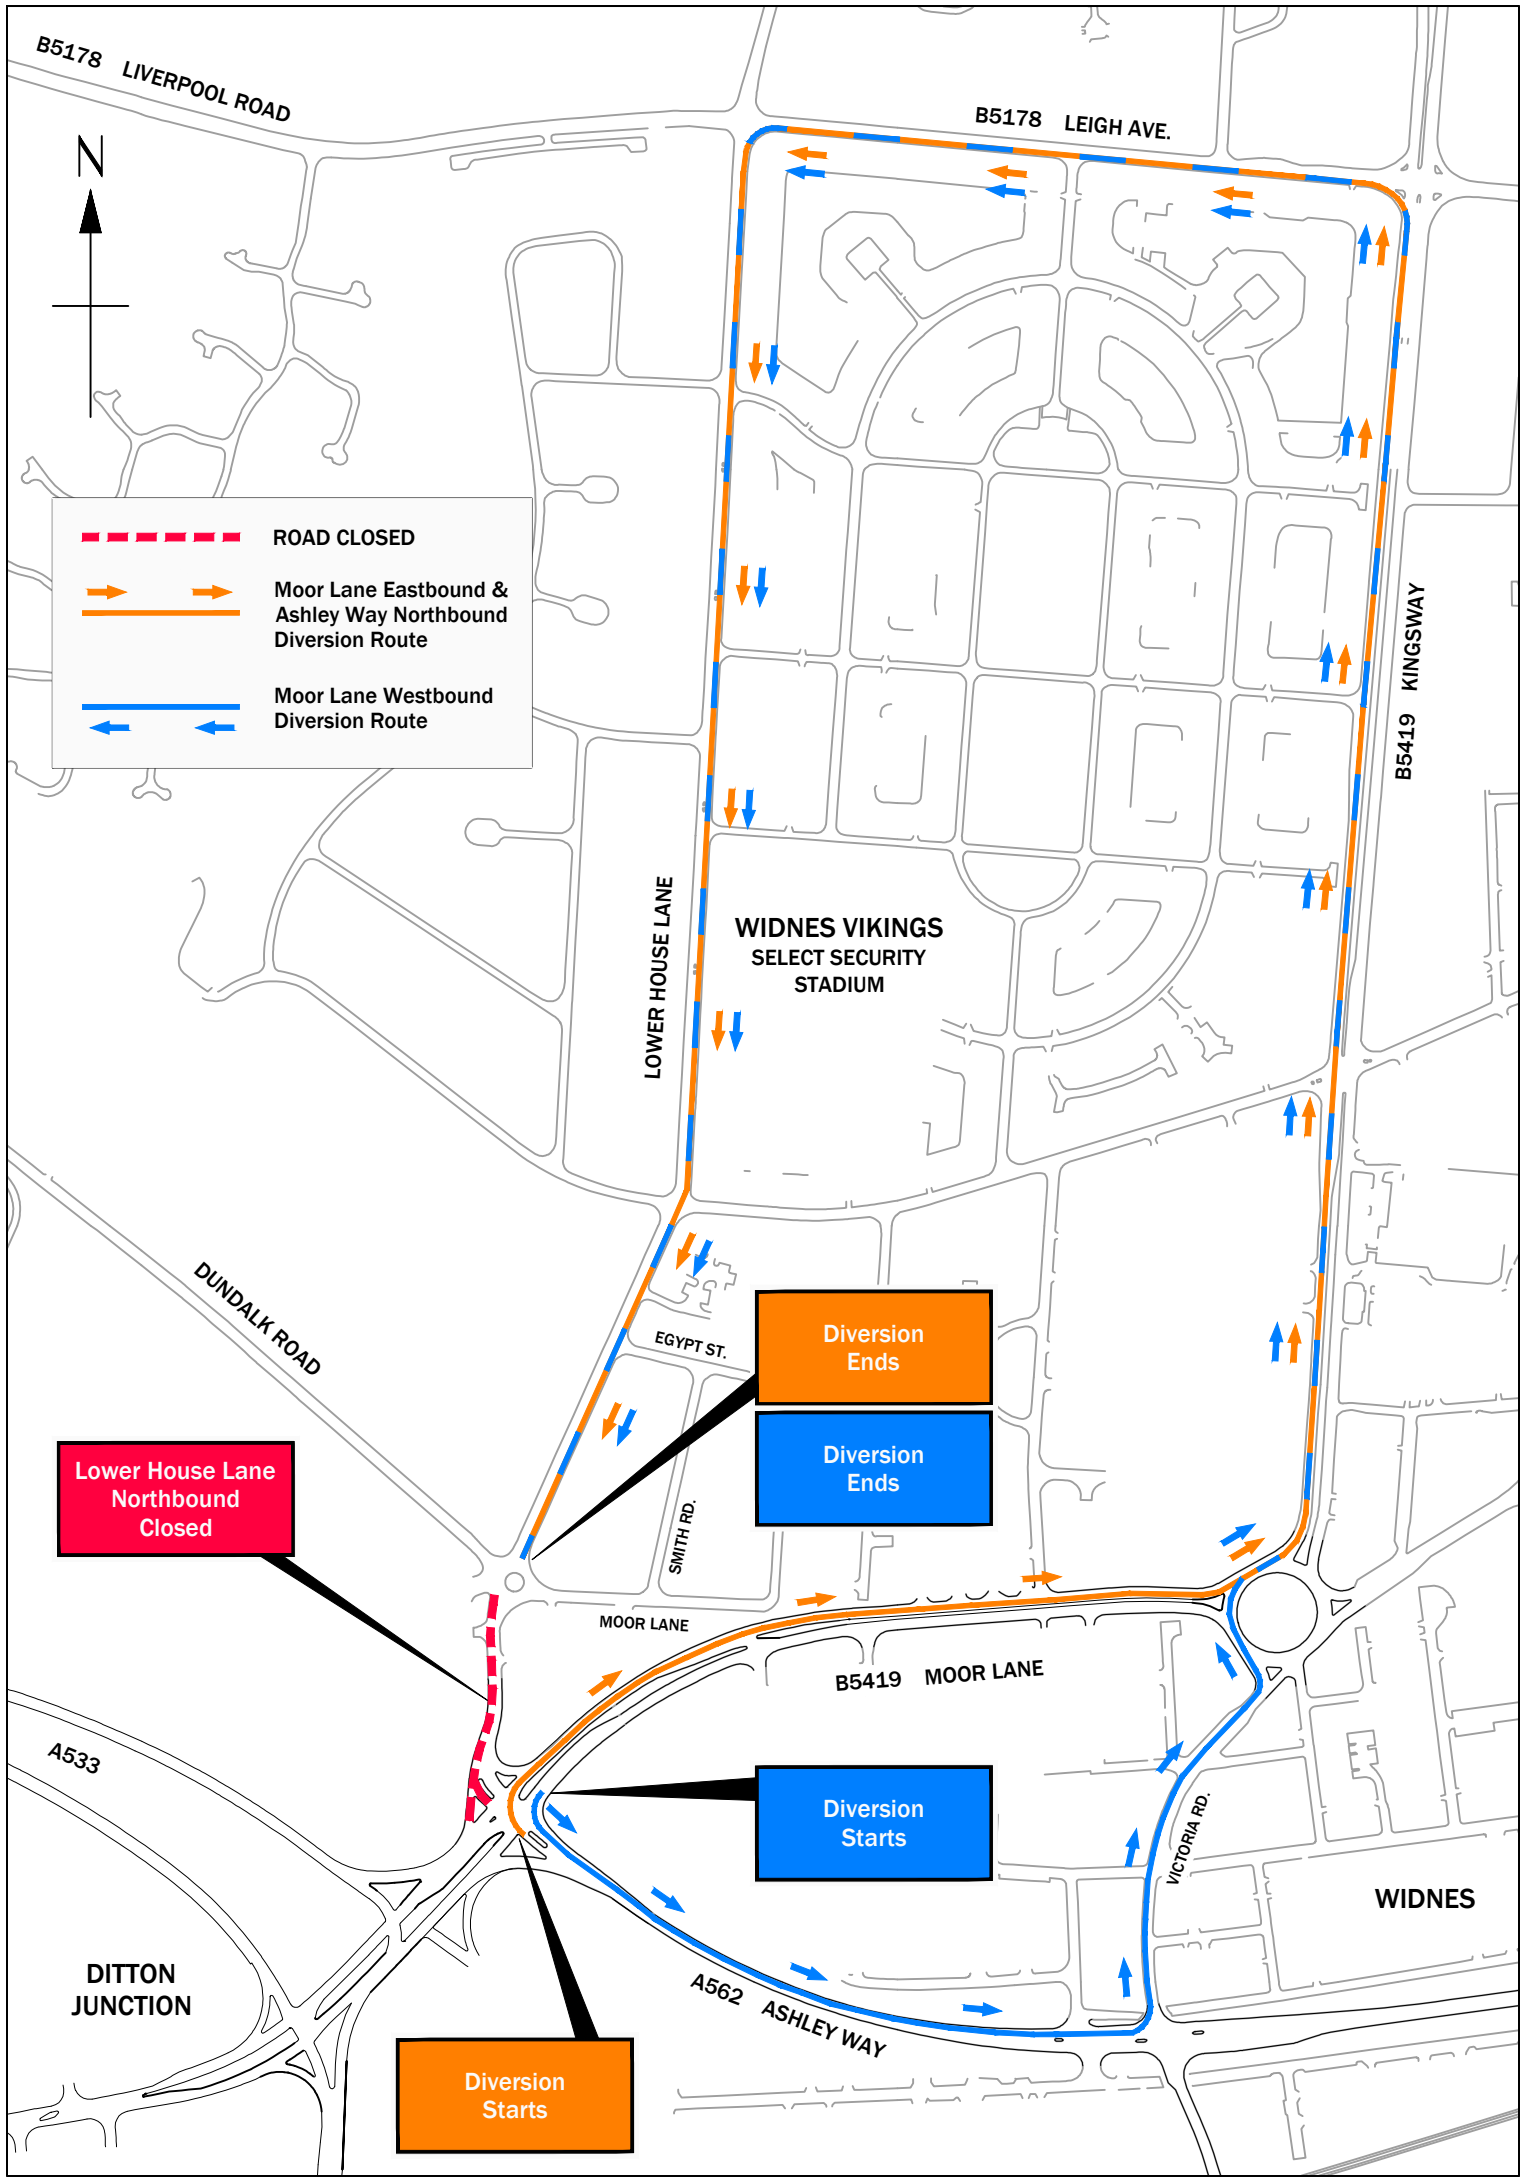 B5178 LIVERPOOL ROAD
B5178 LEIGH AVE.
N
ROAD CLOSED
Moor Lane Eastbound &
Ashley Way Northbound
Diversion Route
Moor Lane Westbound
Diversion Route
B5419 KINGSWAY
LOWER HOUSE LANE
WIDNES VIKINGS
SELECT SECURITY
STADIUM
DUNDALK ROAD
EGYPT ST.
Diversion
Ends
Diversion
Ends
Lower House Lane
Northbound
Closed
SMITH RD.
MOOR LANE
B5419 MOOR LANE
A533
Diversion
Starts
VICTORIA RD.
WIDNES
DITTON
JUNCTION
A562 ASHLEY WAY
Diversion
Starts